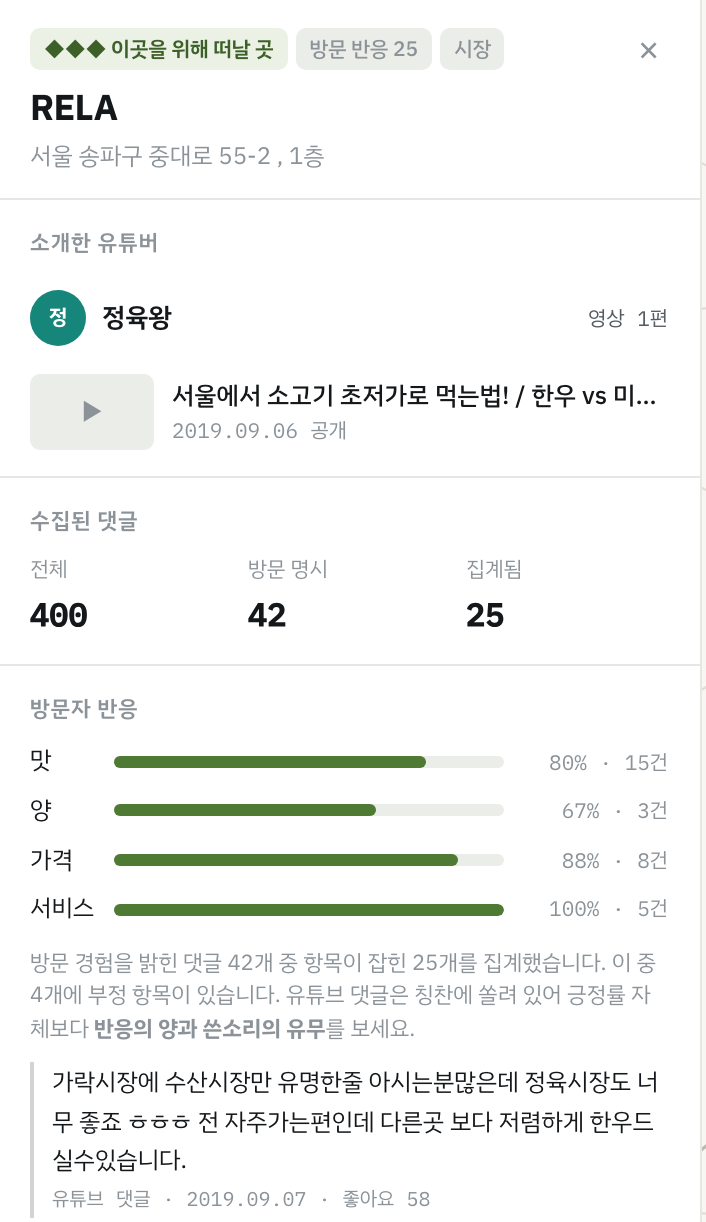 ◆◆◆ 이곳을 위해 떠날 곳 방문 반응 25 시장 ×
RELA
서울 송파구 중대로 55-2 , 1층
소개한 유튜버
정 정육왕 영상 1편
서울에서 소고기 초저가로 먹는법! / 한우 vs 미...
2019.09.06 공개
수집된 댓글
전체 방문 명시 집계됨
400 42 25
방문자 반응
맛 80% · 15건
양 67% · 3건
가격 88% · 8건
서비스 100% · 5건
방문 경험을 밝힌 댓글 42개 중 항목이 잡힌 25개를 집계했습니다. 이 중
4개에 부정 항목이 있습니다. 유튜브 댓글은 칭찬에 쏠려 있어 긍정률 자
체보다 반응의 양과 쓴소리의 유무를 보세요.
가락시장에 수산시장만 유명한줄 아시는분많은데 정육시장도 너
무 좋죠 ㅎㅎㅎ 전 자주가는편인데 다른곳 보다 저렴하게 한우드
실수있습니다.
유튜브 댓글 · 2019.09.07 · 좋아요 58